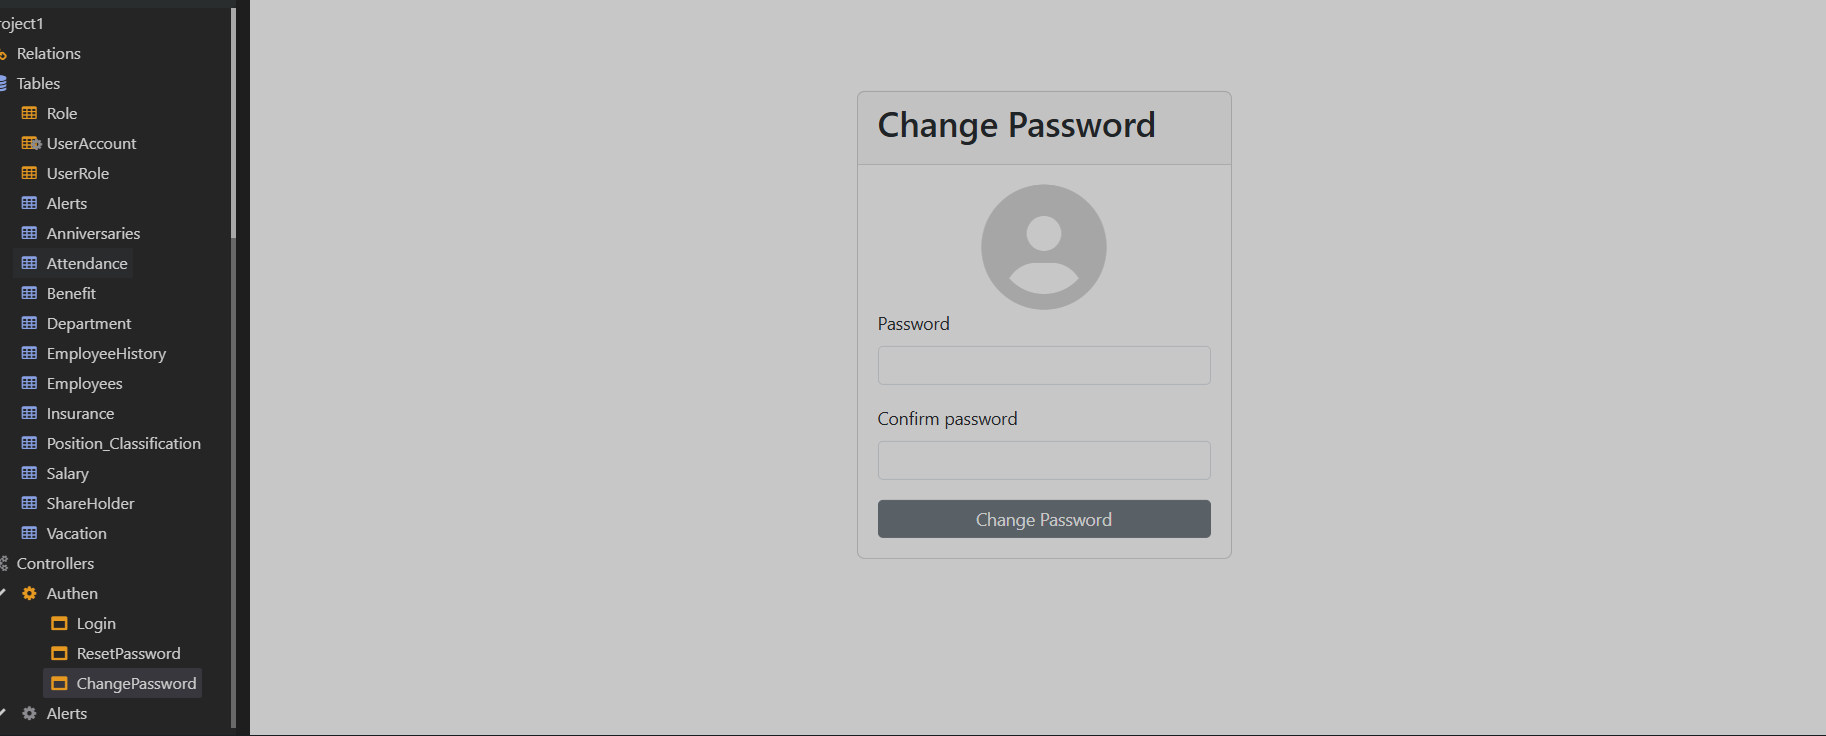 roject1
Relations
Tables
Role
UserAccount
UserRole
Alerts
Anniversaries
Attendance
Benefit
Department
EmployeeHistory
Employees
Insurance
Position_Classification
Salary
ShareHolder
Vacation
Controllers
Authen
Login
ResetPassword
ChangePassword
Alerts
Change Password
Password
Confirm password
Change Password